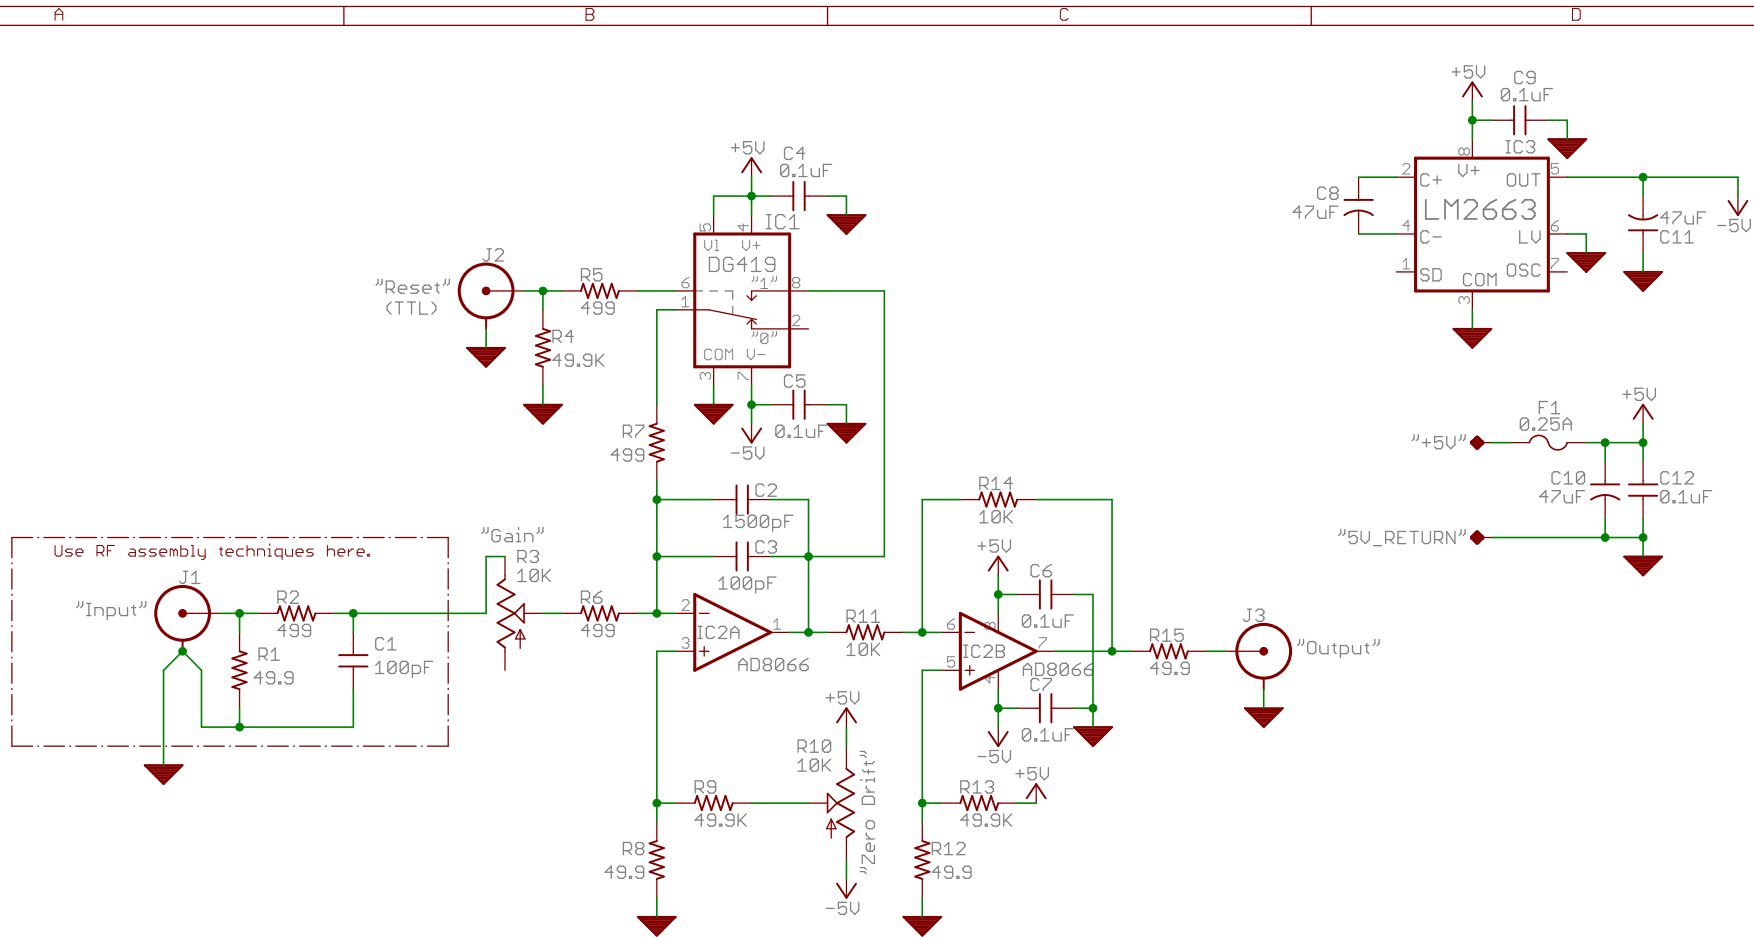 A
B
C
D
+5V
C9
0.1uF
IC3
8
V+
2
C+
OUT
5
LM2663
4
C-
LV
6
1
SD
COM
OSC
7
3
C8
47uF
47uF
C11
-5V
+5V
C4
0.1uF
IC1
5
4
Vl
V+
DG419
6
"1"
8
1
2
"0"
COM
V-
3
7
J2
"Reset"
(TTL)
R5
499
R4
49.9K
C5
0.1uF
-5V
R7
499
+5V
F1
0.25A
"+5V"
C10
47uF
C12
0.1uF
"5V_RETURN"
C2
1500pF
C3
100pF
R14
10K
Use RF assembly techniques here.
J1
"Input"
R2
499
R1
49.9
C1
100pF
"Gain"
R3
10K
R6
499
2
3
IC2A
1
AD8066
R11
10K
+5V
C6
0.1uF
6
8
IC2B
7
5
4
AD8066
C7
0.1uF
-5V
R15
49.9
J3
"Output"
+5V
R10
10K
"Zero Drift"
-5V
R9
49.9K
R8
49.9
+5V
R13
49.9K
R12
49.9